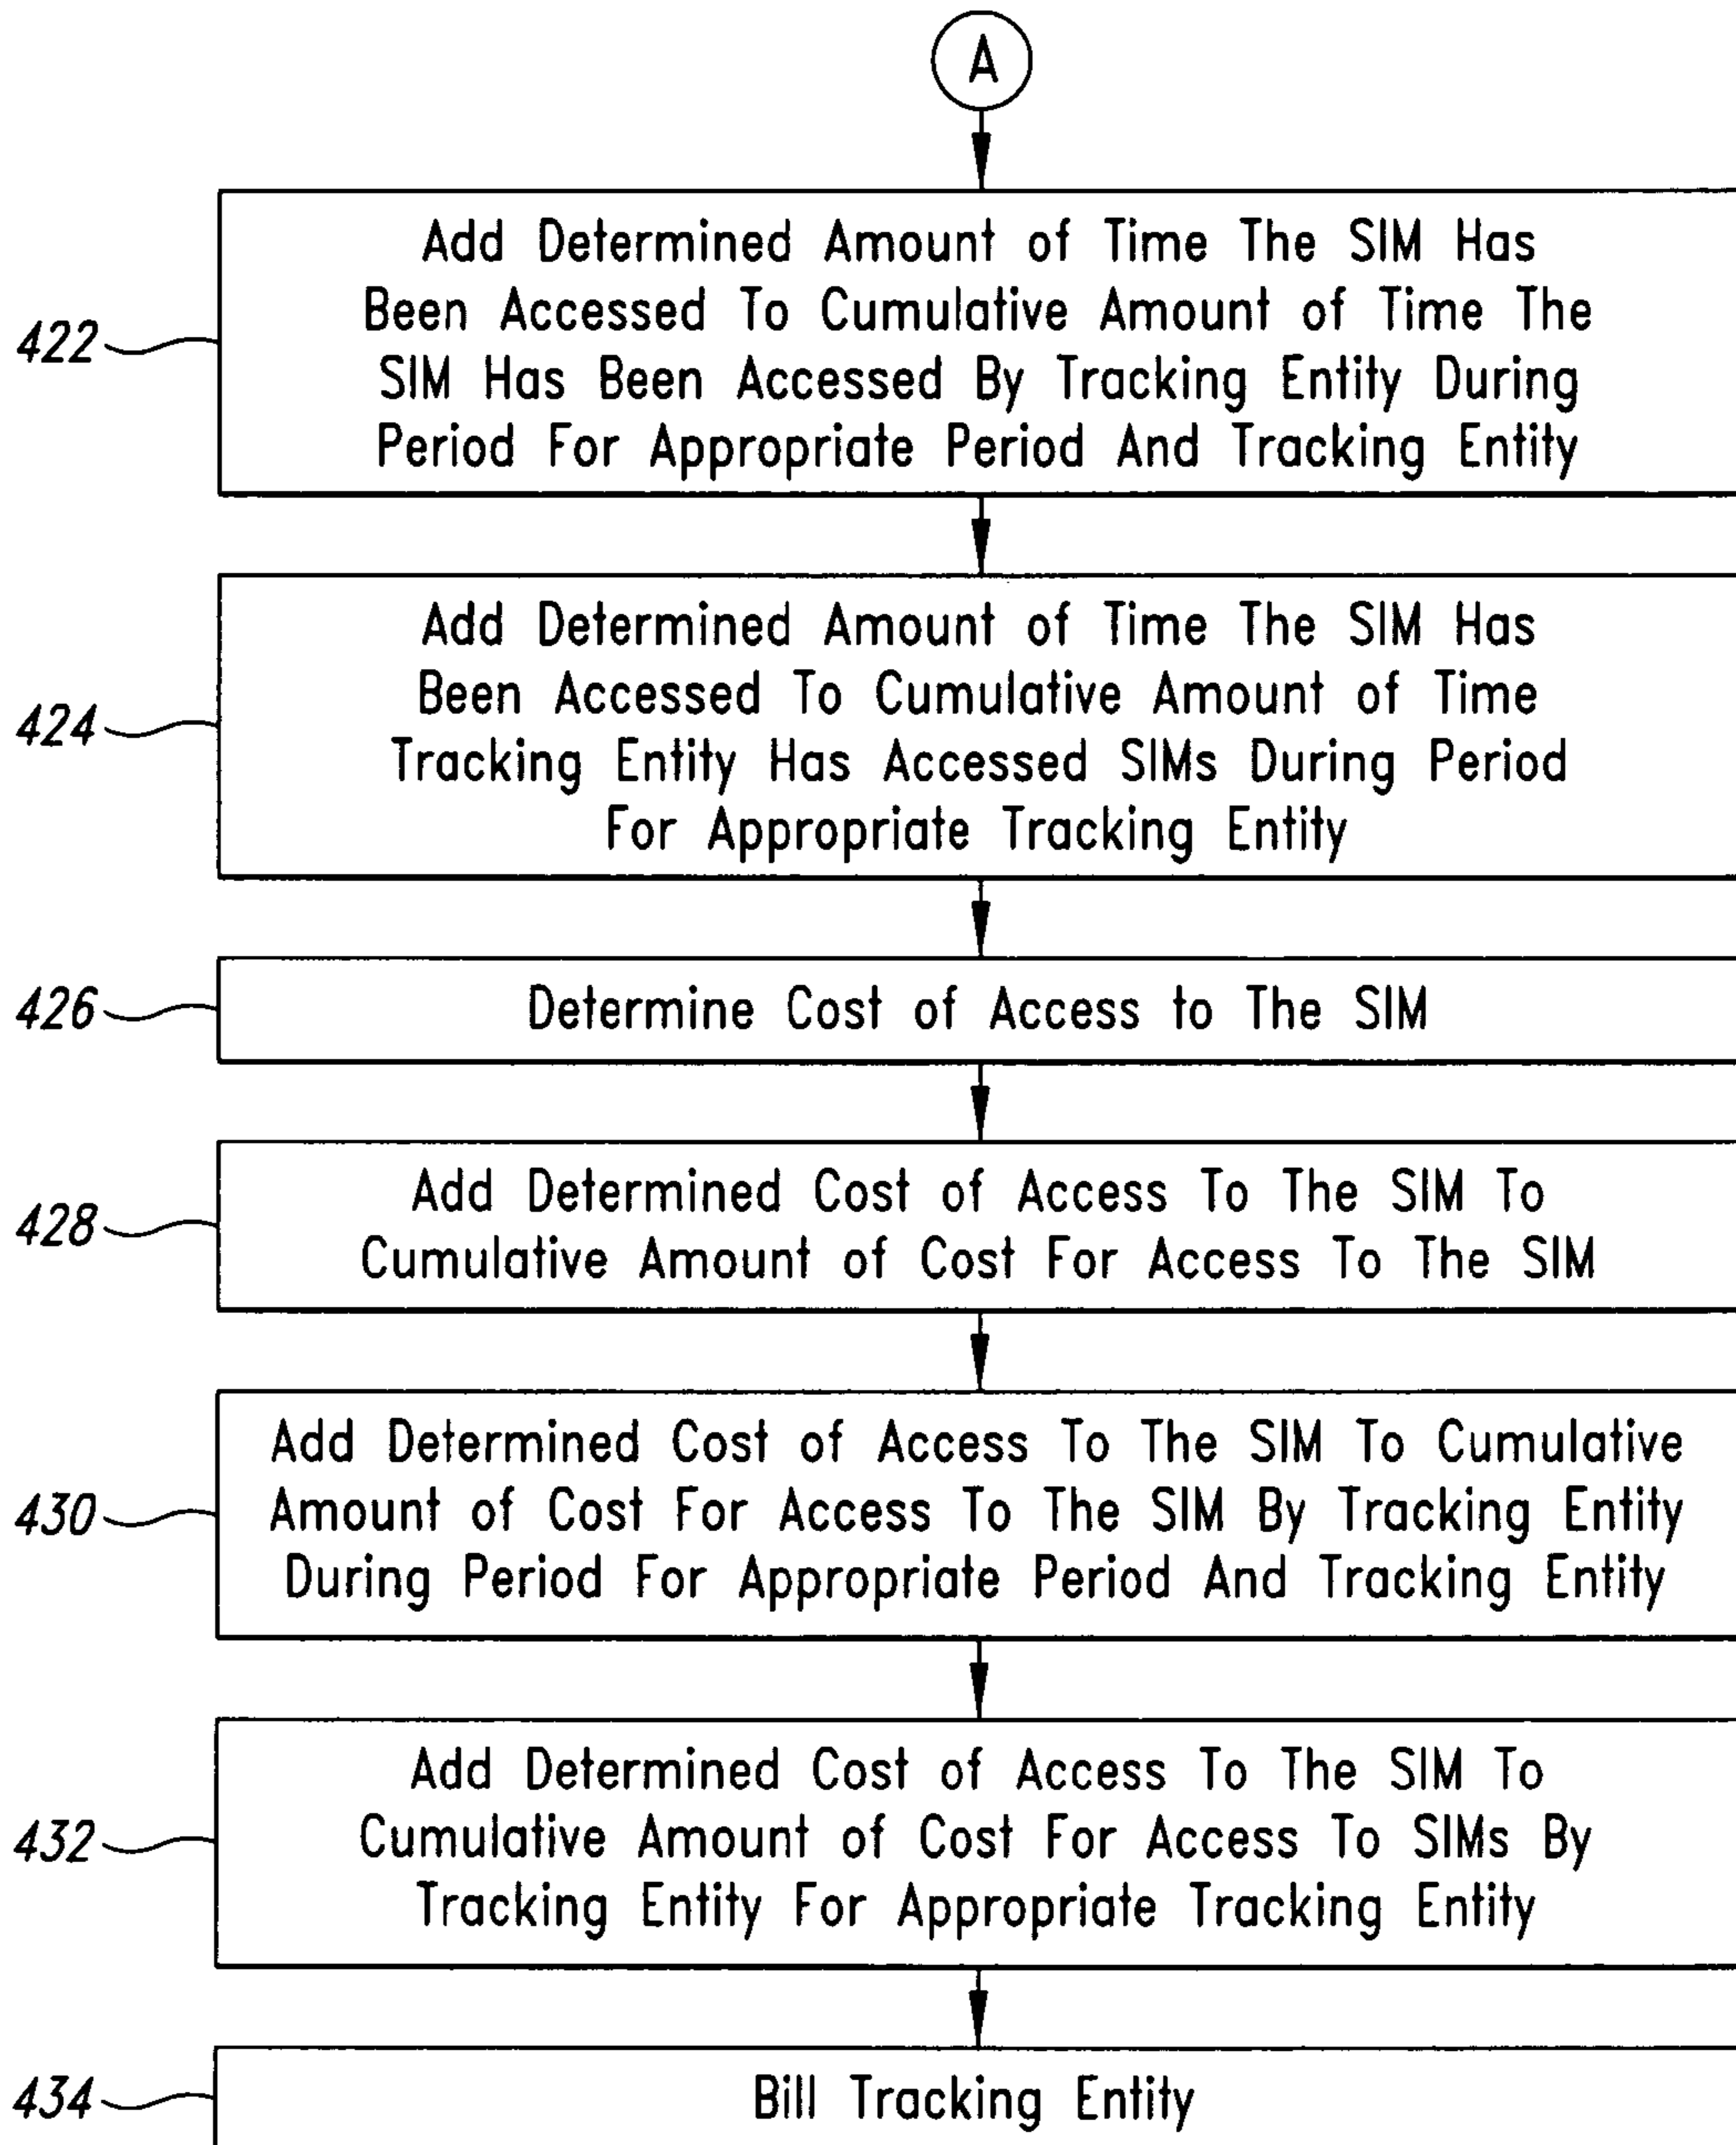 A
422
Add Determined Amount of Time The SIM Has
Been Accessed To Cumulative Amount of Time The
SIM Has Been Accessed By Tracking Entity During
Period For Appropriate Period And Tracking Entity
424
Add Determined Amount of Time The SIM Has
Been Accessed To Cumulative Amount of Time
Tracking Entity Has Accessed SIMs During Period
For Appropriate Tracking Entity
426
Determine Cost of Access to The SIM
428
Add Determined Cost of Access To The SIM To
Cumulative Amount of Cost For Access To The SIM
430
Add Determined Cost of Access To The SIM To Cumulative
Amount of Cost For Access To The SIM By Tracking Entity
During Period For Appropriate Period And Tracking Entity
432
Add Determined Cost of Access To The SIM To
Cumulative Amount of Cost For Access To SIMs By
Tracking Entity For Appropriate Tracking Entity
434
Bill Tracking Entity